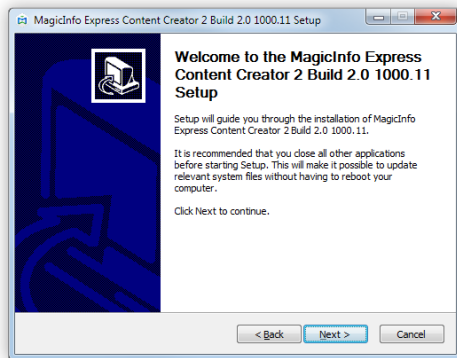 MagicInfo Express Content Creator 2 Build 2.0 1000.11 Setup
Welcome to the MagicInfo Express
Content Creator 2 Build 2.0 1000.11
Setup
Setup will guide you through the installation of MagicInfo
Express Content Creator 2 Build 2.0 1000.11.
It is recommended that you close all other applications
before starting Setup. This will make it possible to update
relevant system files without having to reboot your
computer.
Click Next to continue.
< Back
Next >
Cancel